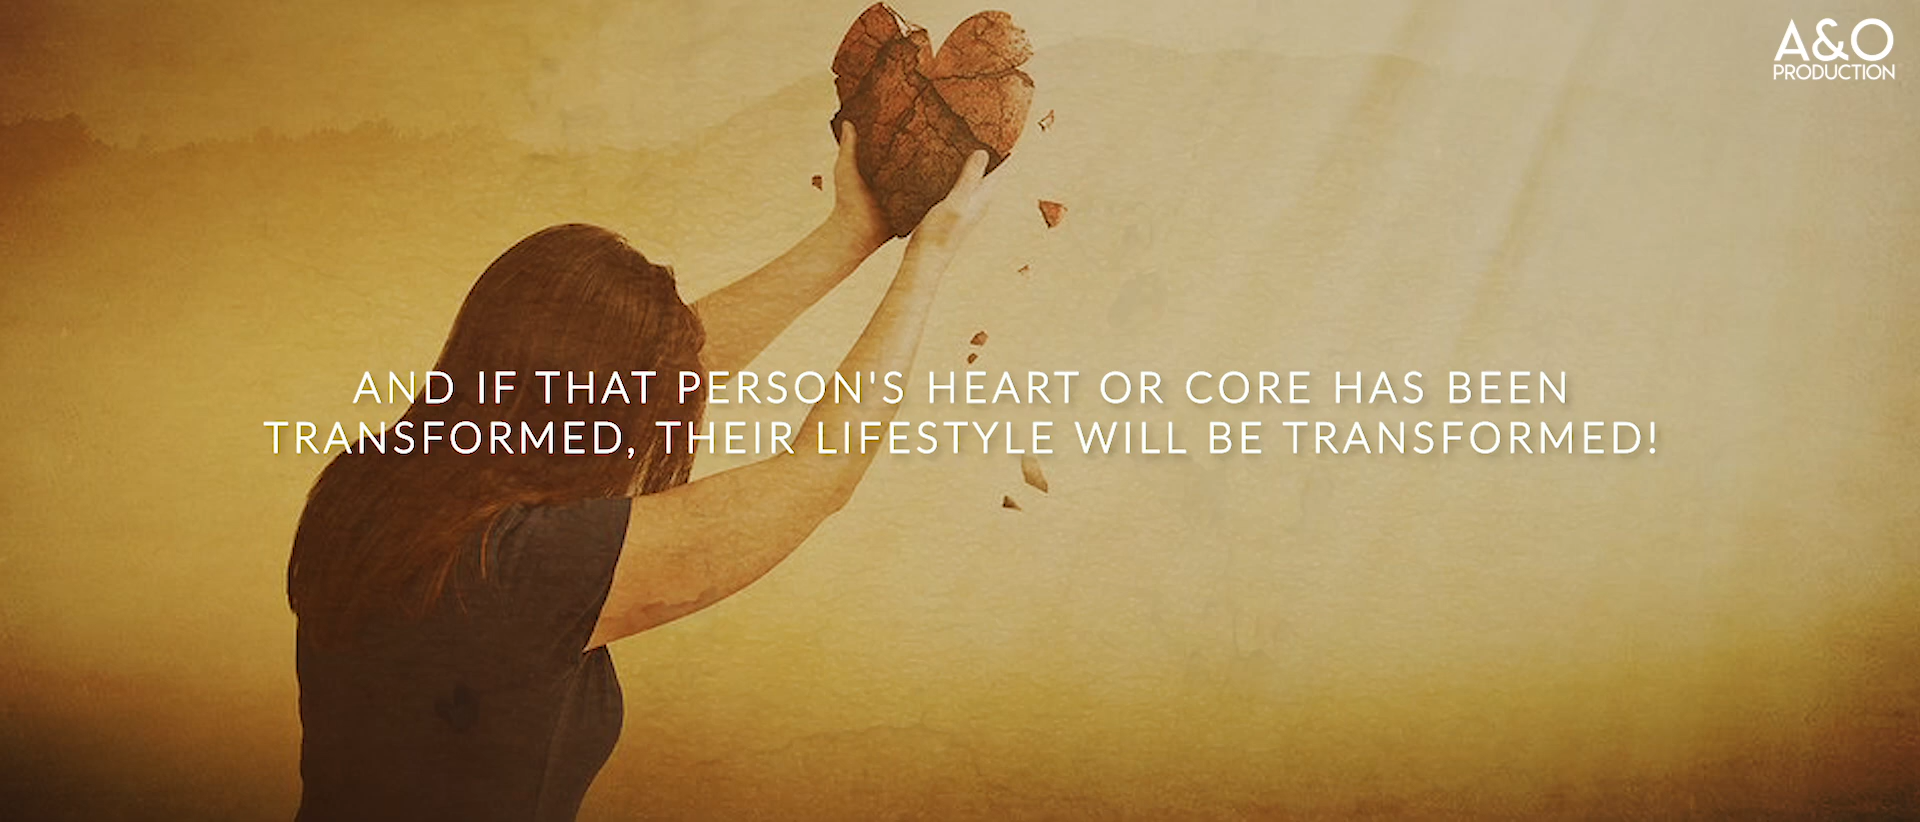 A&O
PRODUCTION
AND IF THAT PERSON'S HEART OR CORE HAS BEEN
TRANSFORMED, THEIR LIFESTYLE WILL BE TRANSFORMED!